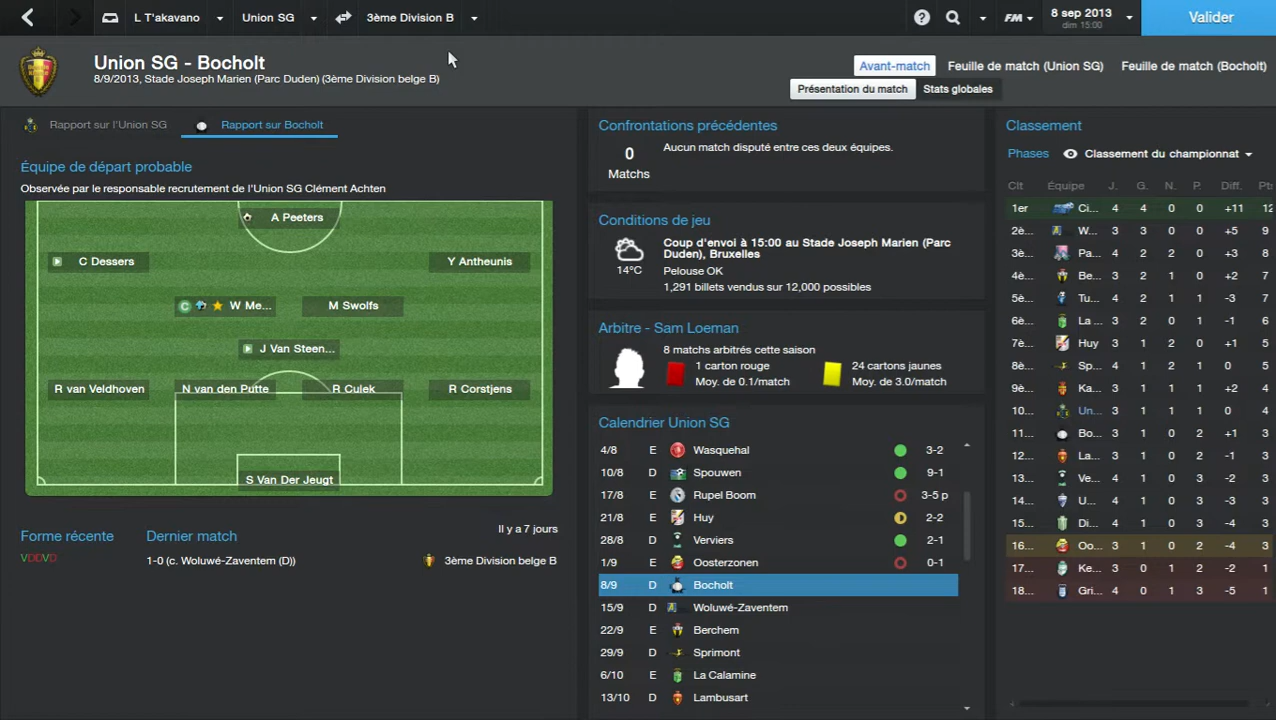 L T'akavano
Union SG
3ème Division B
?
FM
8 sep 2013
dim 15:00
Valider
Union SG - Bocholt
8/9/2013, Stade Joseph Marien (Parc Duden) (3ème Division belge B)
Avant-match
Feuille de match (Union SG)
Feuille de match (Bocholt)
Présentation du match
Stats globales
Rapport sur l'Union SG
Rapport sur Bocholt
Équipe de départ probable
Observée par le responsable recrutement de l'Union SG Clément Achten
A Peeters
C Dessers
Y Antheunis
C W Me...
M Swolfs
J Van Steen...
R van Veldhoven
N van den Putte
R Culek
R Corstjens
S Van Der Jeugt
Forme récente
VDDVD
Dernier match
Il y a 7 jours
1-0 (c. Woluwé-Zaventem (D))
3ème Division belge B
Confrontations précédentes
0
Matchs
Aucun match disputé entre ces deux équipes.
Conditions de jeu
14°C
Coup d'envoi à 15:00 au Stade Joseph Marien (Parc
Duden), Bruxelles
Pelouse OK
1,291 billets vendus sur 12,000 possibles
Arbitre - Sam Loeman
8 matchs arbitrés cette saison
1 carton rouge
Moy. de 0.1/match
24 cartons jaunes
Moy. de 3.0/match
Calendrier Union SG
4/8 E Wasquehal 3-2
10/8 D Spouwen 9-1
17/8 E Rupel Boom 3-5 p
21/8 E Huy 2-2
28/8 D Verviers 2-1
1/9 E Oosterzonen 0-1
8/9 D Bocholt
15/9 D Woluwé-Zaventem
22/9 E Berchem
29/9 D Sprimont
6/10 E La Calamine
13/10 D Lambusart
Classement
Phases
Classement du championnat
Clt Équipe J. G. N. P. Diff. Pts
1er Ci... 4 4 0 0 +11 12
2è... W... 3 3 0 0 +5 9
3è... Pa... 4 2 2 0 +3 8
4è... Be... 3 2 1 0 +2 7
5è... Tu... 4 2 1 1 -3 7
6è... La ... 3 2 0 1 -1 6
7è... Huy 3 1 2 0 +1 5
8è... Sp... 4 1 2 1 0 5
9è... Ka... 3 1 1 1 +2 4
10... Un... 3 1 1 1 0 4
11... Bo... 3 1 0 2 +1 3
12... La... 3 1 0 2 -1 3
13... Ve... 4 1 0 3 -2 3
14... U... 4 1 0 3 -3 3
15... Di... 4 1 0 3 -4 3
16... Oo... 3 1 0 2 -4 3
17... Ke... 3 0 1 2 -2 1
18... Gri... 4 0 1 3 -5 1